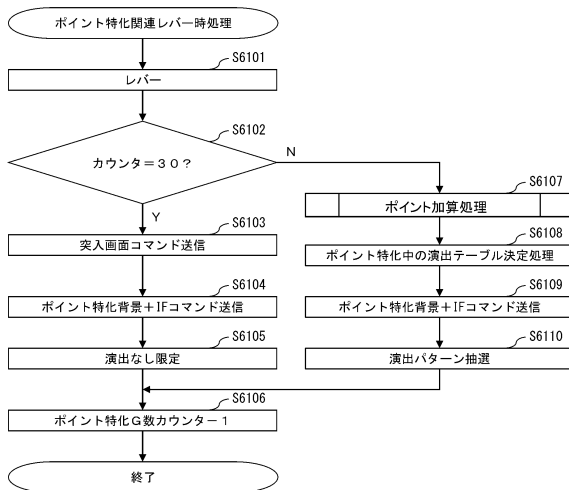 ポイント特化関連レバー時処理
S6101
レバー
S6102
カウンタ=30?
N
Y
S6103
突入画面コマンド送信
S6104
ポイント特化背景+IFコマンド送信
S6105
演出なし限定
S6107
ポイント加算処理
S6108
ポイント特化中の演出テーブル決定処理
S6109
ポイント特化背景+IFコマンド送信
S6110
演出パターン抽選
S6106
ポイント特化G数カウンター1
終了